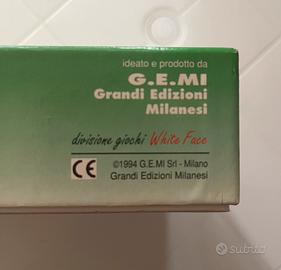 ideato e prodotto da
G.E.MI
Grandi Edizioni
Milanesi
divisione giochi White Face
CE
©1994 G.E.MI Srl - Milano
Grandi Edizioni Milanesi
subito